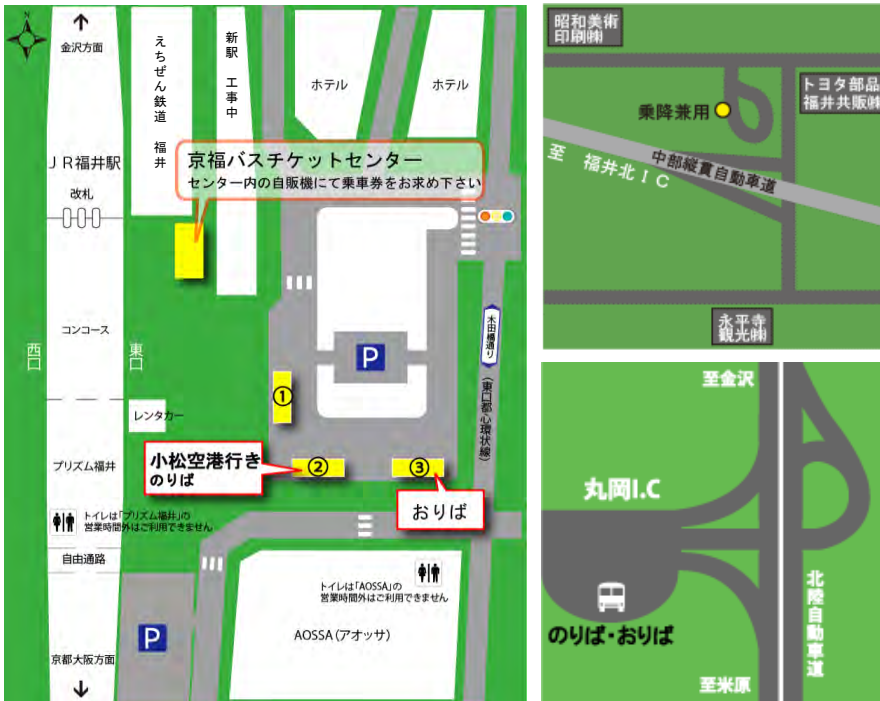 N
金沢方面
えちぜん鉄道 福井
新駅 工事中
ホテル
ホテル
JR福井駅
京福バスチケットセンター
センター内の自販機にて乗車券をお求め下さい
改札
コンコース
西口
東口
P
木田橋通り
(東口都心環状線)
①
レンタカー
プリズム福井
小松空港行き
のりば
②
③
おりば
トイレは「プリズム福井」の
営業時間外はご利用できません
自由通路
トイレは「AOSSA」の
営業時間外はご利用できません
P
AOSSA(アオッサ)
京都大阪方面
昭和美術
印刷㈱
トヨタ部品
福井共販㈱
乗降兼用
至 福井北IC
中部縦貫自動車道
永平寺
観光㈱
至金沢
丸岡I.C
北陸自動車道
のりば・おりば
至米原